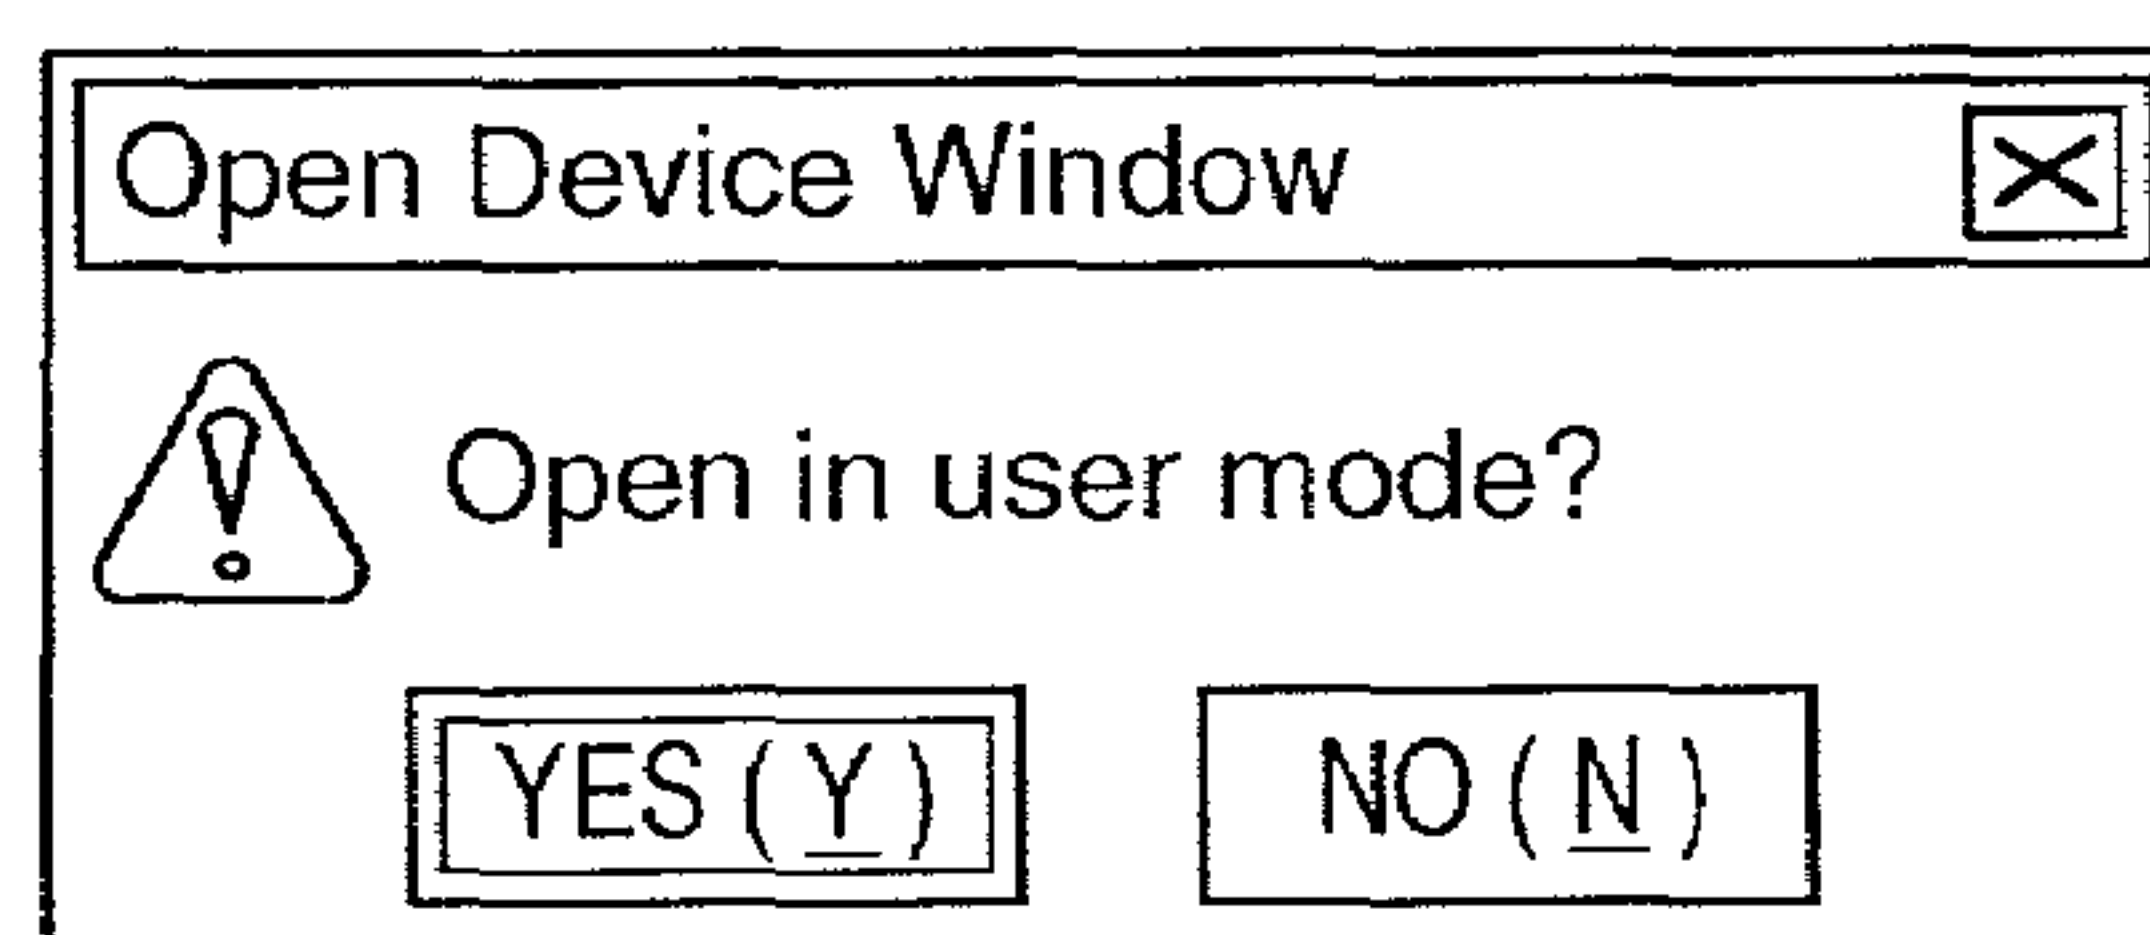 Open Device Window
Open in user mode?
YES ( Y ) NO ( N )